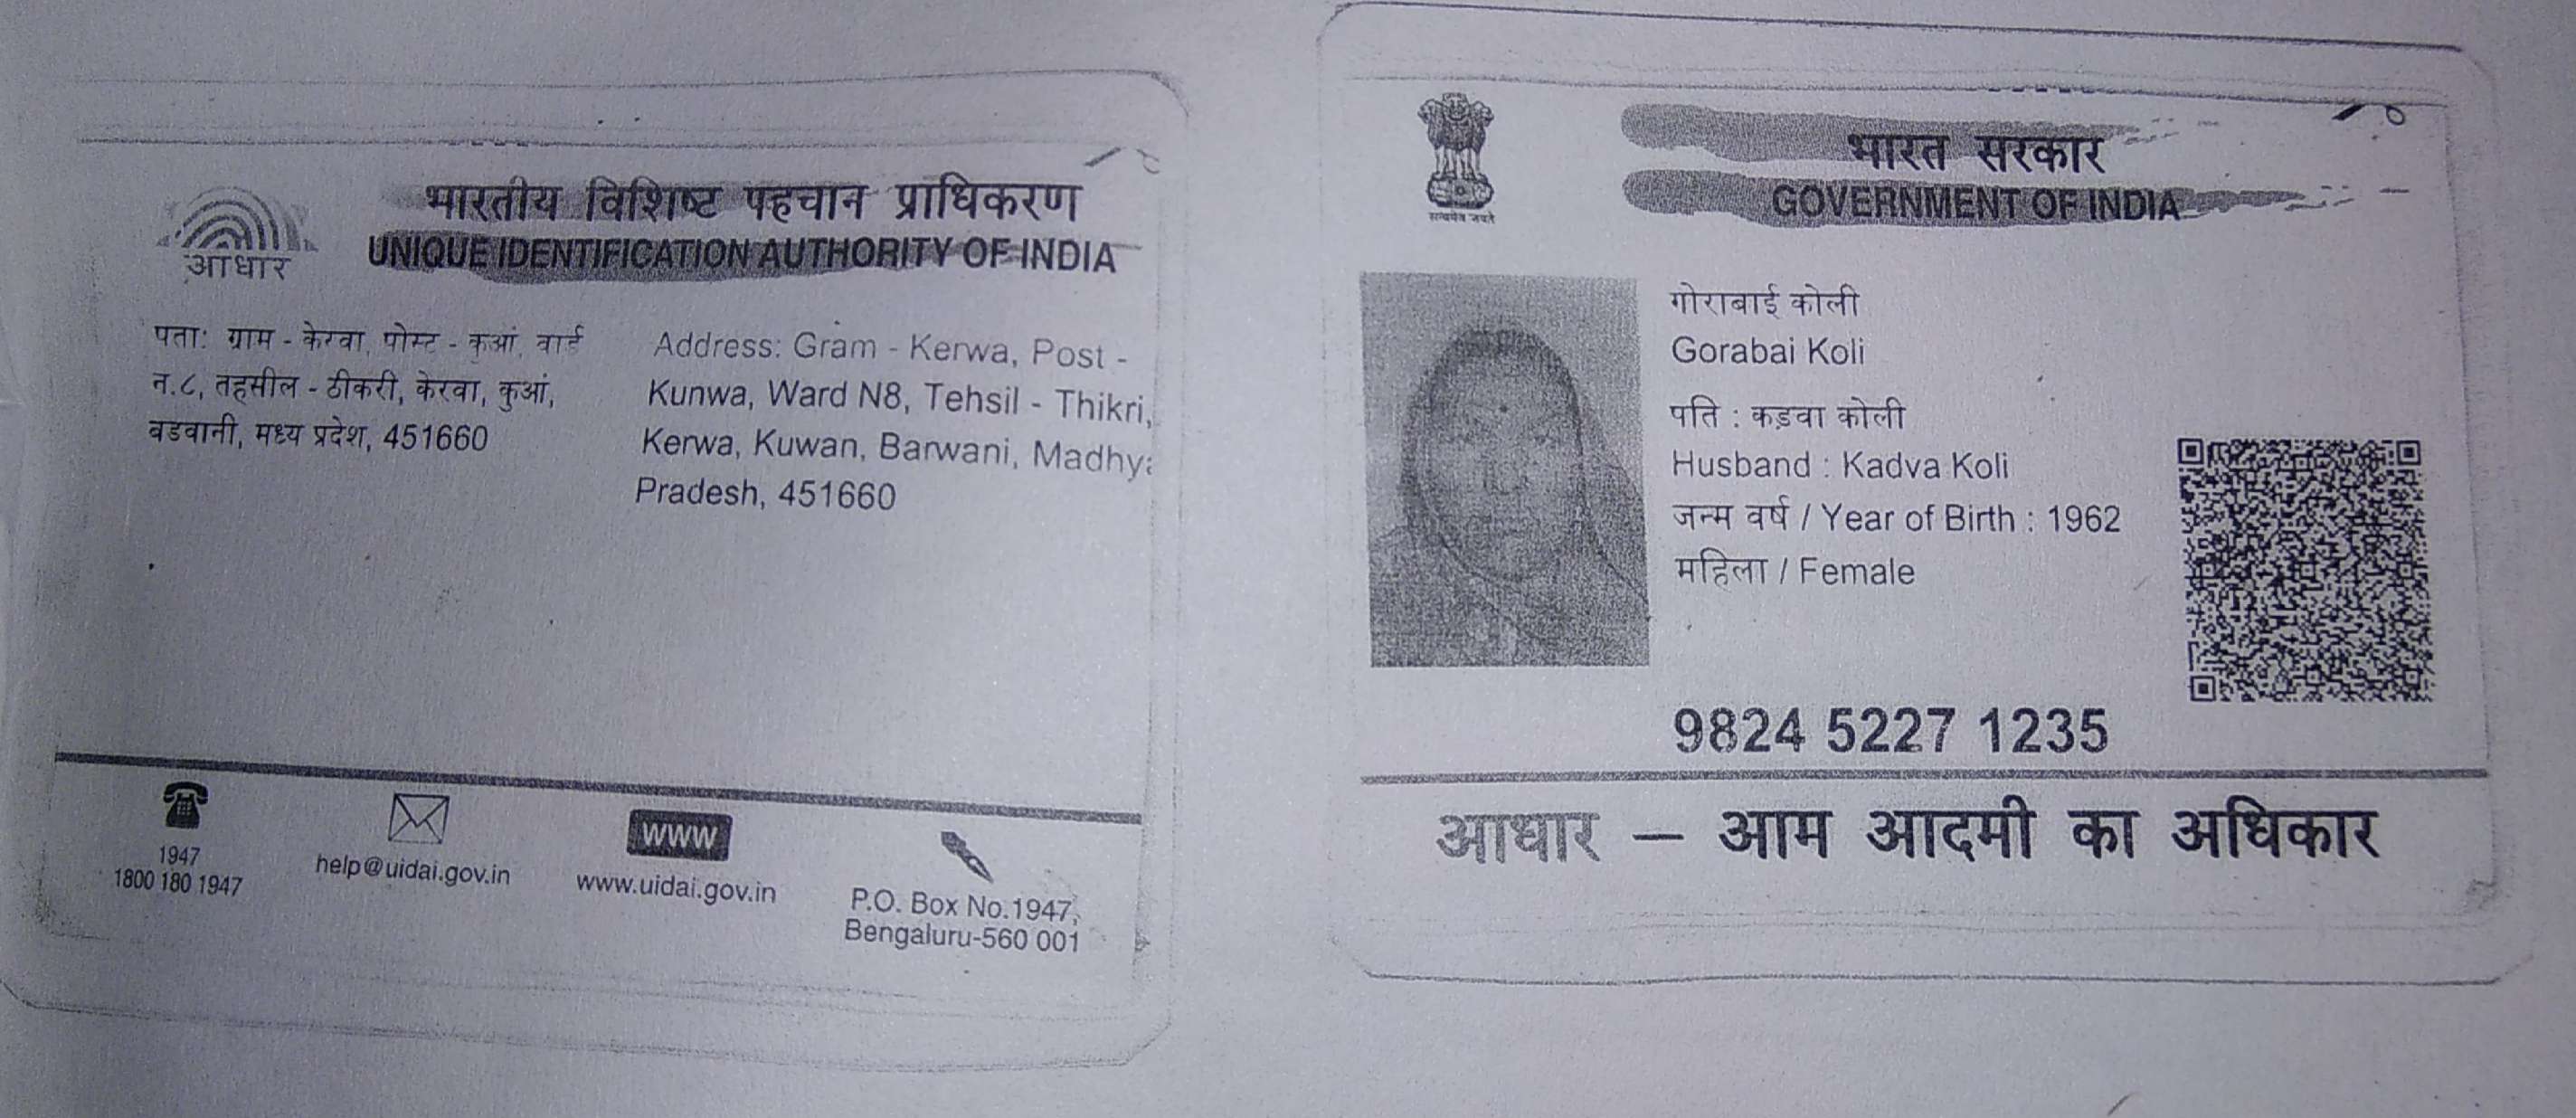 भारतीय विशिष्ट पहचान प्राधिकरण
UNIQUE IDENTIFICATION AUTHORITY OF INDIA
आधार
पता: ग्राम - केरवा, पोस्ट - कुआं, वार्ड
न.८, तहसील - ठीकरी, केरवा, कुआं,
बडवानी, मध्य प्रदेश, 451660
Address: Gram - Kerwa, Post -
Kunwa, Ward N8, Tehsil - Thikri,
Kerwa, Kuwan, Barwani, Madhya
Pradesh, 451660
1947
1800 180 1947
help@uidai.gov.in
www
www.uidai.gov.in
P.O. Box No.1947,
Bengaluru-560 001
सत्यमेव जयते
भारत सरकार
GOVERNMENT OF INDIA
गोराबाई कोली
Gorabai Koli
पति : कड़वा कोली
Husband : Kadva Koli
जन्म वर्ष / Year of Birth : 1962
महिला / Female
9824 5227 1235
आधार – आम आदमी का अधिकार